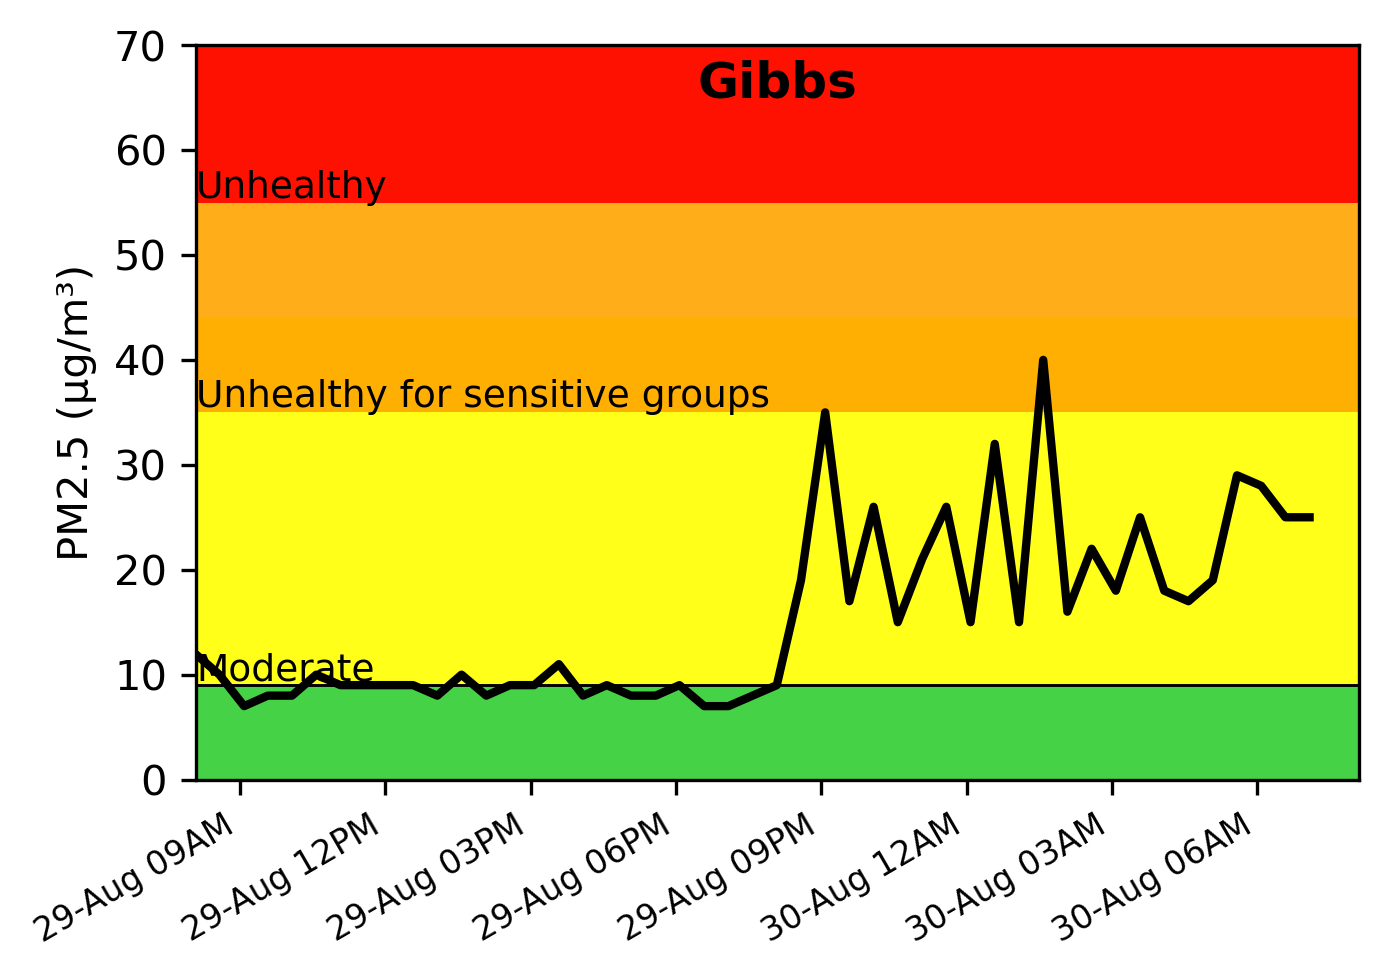 Gibbs
70
60
Unhealthy
50
40
Unhealthy for sensitive groups
30
20
10
Moderate
0
PM2.5 (µg/m³)
29-Aug 09AM
29-Aug 12PM
29-Aug 03PM
29-Aug 06PM
29-Aug 09PM
30-Aug 12AM
30-Aug 03AM
30-Aug 06AM